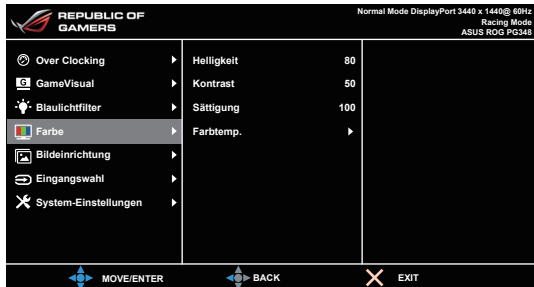 REPUBLIC OF
GAMERS
Normal Mode DisplayPort 3440 x 1440@ 60Hz
Racing Mode
ASUS ROG PG348
Over Clocking
G GameVisual
Blaulichtfilter
Farbe
Bildeinrichtung
Eingangswahl
System-Einstellungen
Helligkeit 80
Kontrast 50
Sättigung 100
Farbtemp.
MOVE/ENTER BACK EXIT